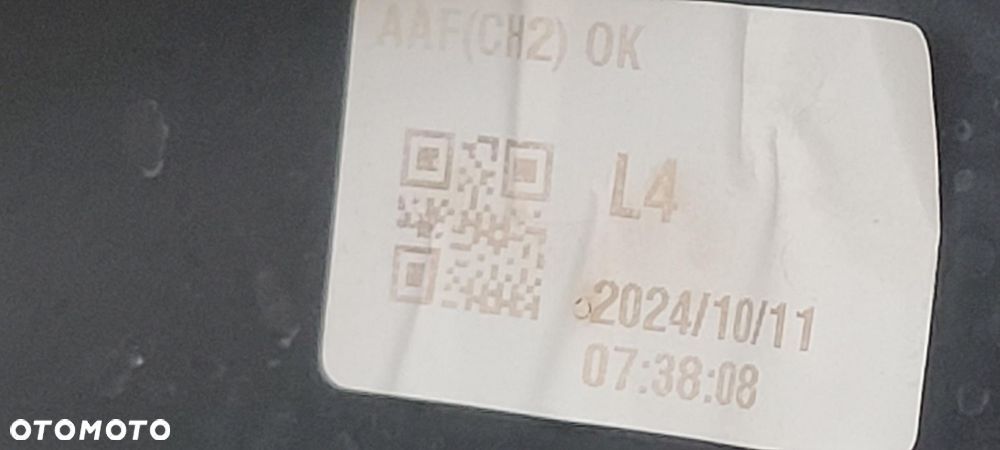 AAF(CH2) OK
L4
2024/10/11
07:38:08
OTOMOTO